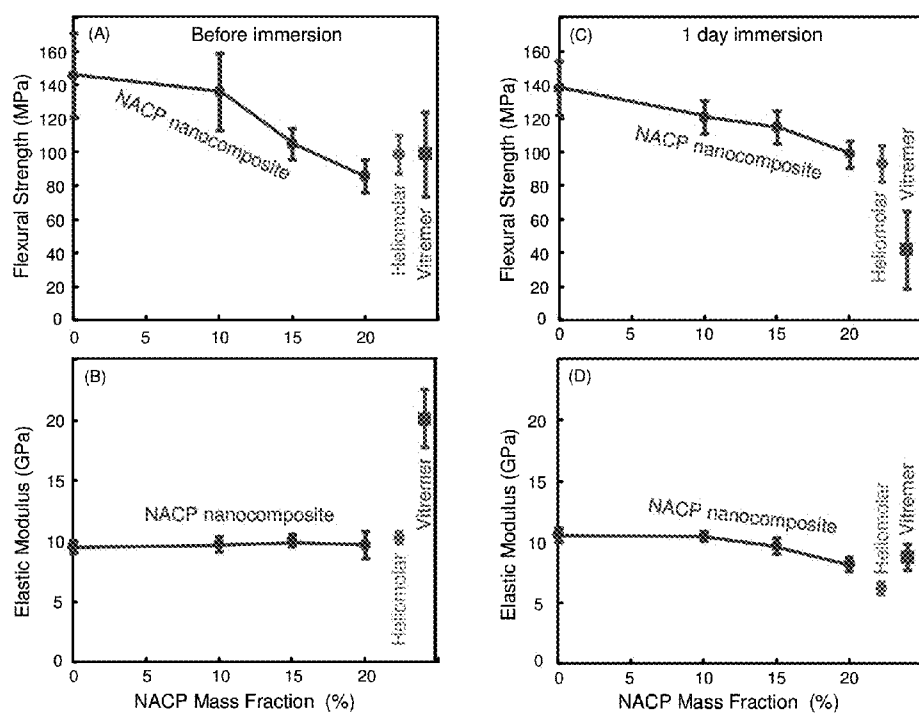 (A)
Before immersion
Flexural Strength (MPa)
160
140
120
100
80
60
40
20
0
NACP nanocomposite
Heliomolar
Vitremer
0
5
10
15
20
(C)
1 day immersion
Flexural Strength (MPa)
160
140
120
100
80
60
40
20
0
NACP nanocomposite
Heliomolar
Vitremer
0
5
10
15
20
(B)
Elastic Modulus (GPa)
20
15
10
5
0
NACP nanocomposite
Heliomolar
Vitremer
0
5
10
15
20
NACP Mass Fraction (%)
(D)
Elastic Modulus (GPa)
20
15
10
5
0
NACP nanocomposite
Heliomolar
Vitremer
0
5
10
15
20
NACP Mass Fraction (%)